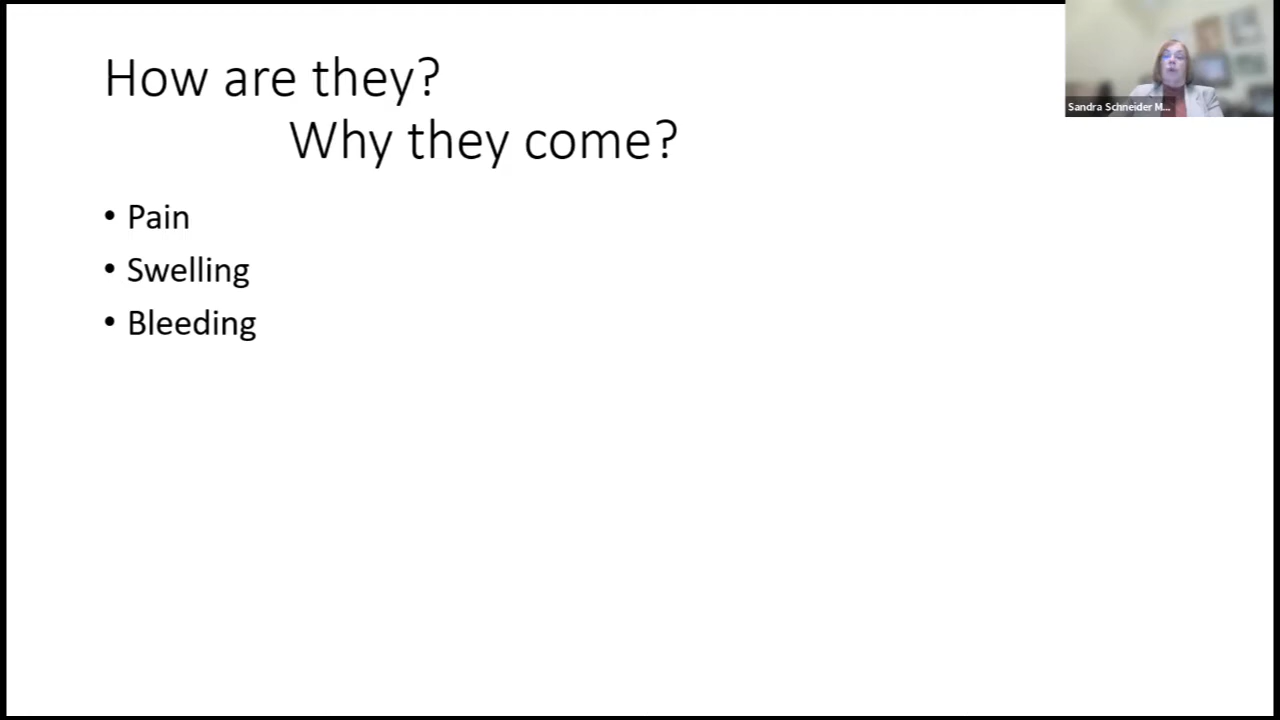 How are they?
Why they come?
• Pain
• Swelling
• Bleeding
Sandra Schneider M...